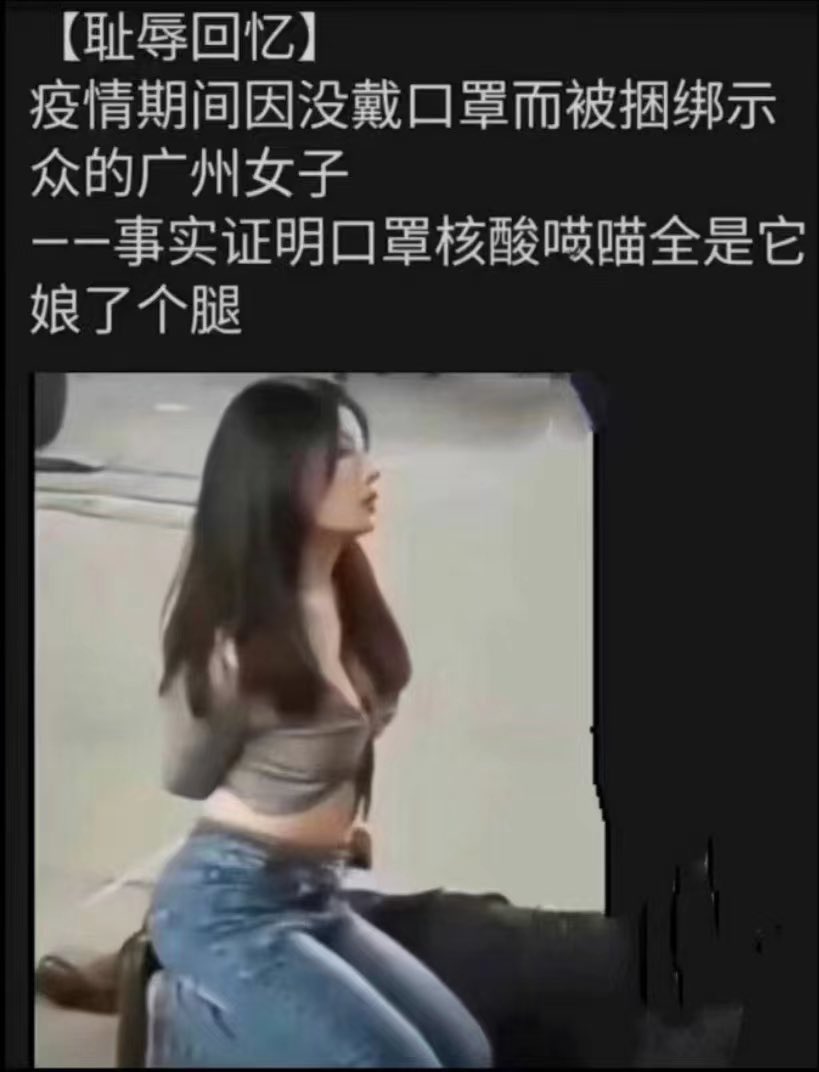 【耻辱回忆】
疫情期间因没戴口罩而被捆绑示
众的广州女子
——事实证明口罩核酸喵喵全是它
娘了个腿